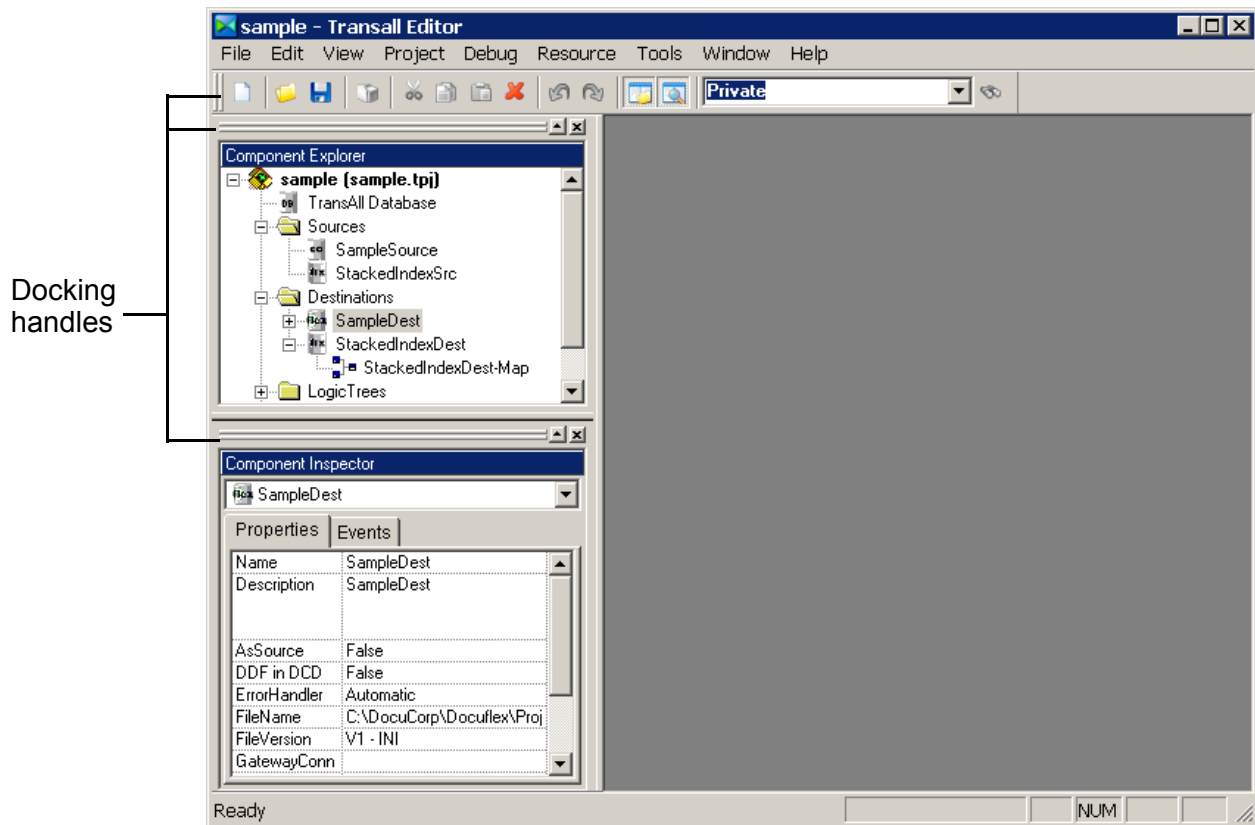 sample - Transall Editor
File Edit View Project Debug Resource Tools Window Help
Private
Component Explorer
sample (sample.tpj)
TransAll Database
Sources
SampleSource
StackedIndexSrc
Destinations
SampleDest
StackedIndexDest
StackedIndexDest-Map
LogicTrees
Docking
handles
Component Inspector
SampleDest
Properties Events
Name SampleDest
Description SampleDest
AsSource False
DDF in DCD False
ErrorHandler Automatic
FileName C:\DocuCorp\Docuflex\Proj
FileVersion V1 - INI
GatewayConn
Ready NUM